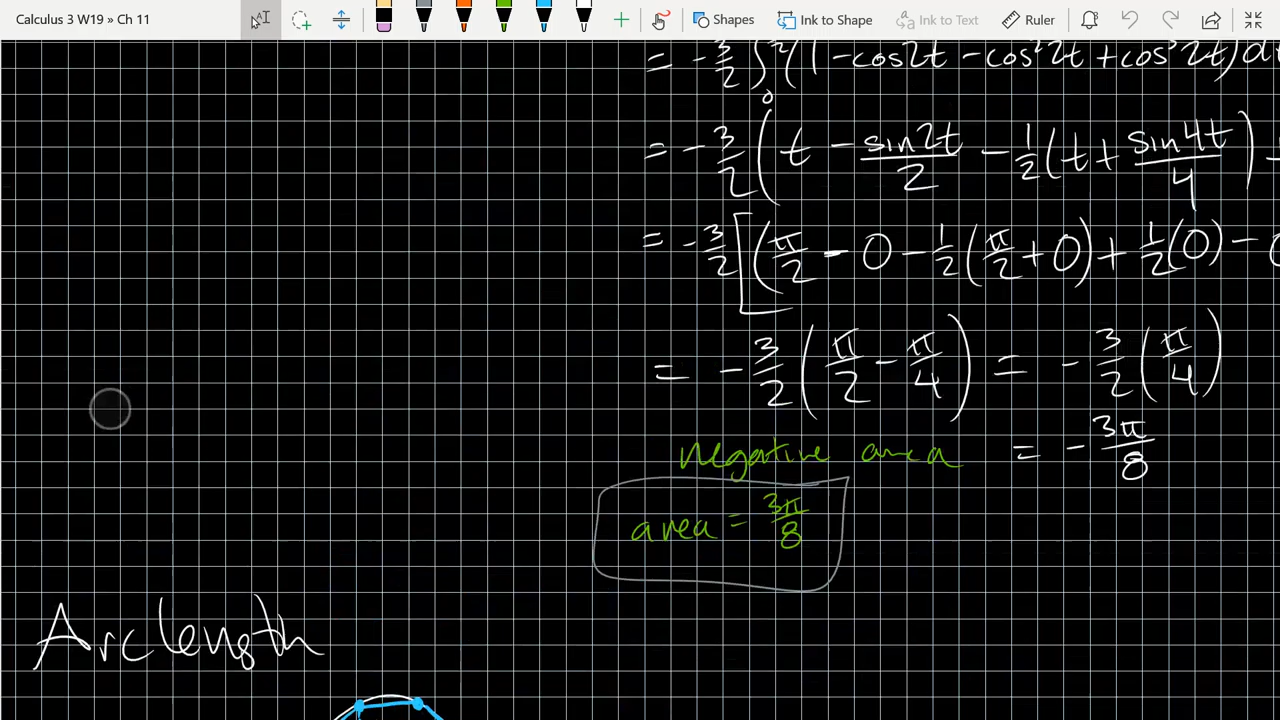 Calculus 3 W19 » Ch 11
Shapes Ink to Shape Ink to Text Ruler
= -3/2 ∫₀ (1 - cos2t - cos²2t + cos³2t) d
= -3/2 ( t - sin2t/2 - 1/2 ( t + sin4t/4 )
= -3/2 [ ( π/2 - 0 - 1/2 ( π/2 + 0 ) + 1/2 (0) - 0
= -3/2 ( π/2 - π/4 ) = -3/2 ( π/4 )
negative area = -3π/8
area = 3π/8
Arclength